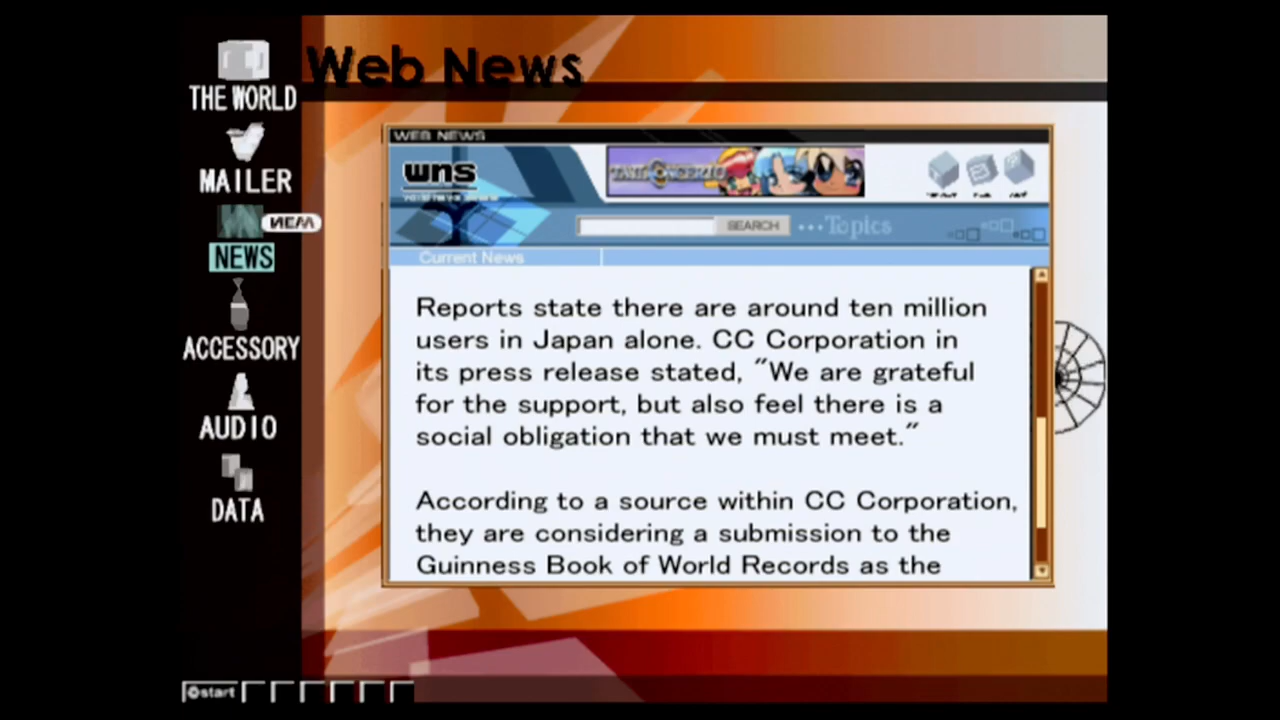 Web News
THE WORLD
MAILER
NEW
NEWS
ACCESSORY
AUDIO
DATA
start
WEB NEWS
wns
SEARCH
Topics
Current News
Reports state there are around ten million
users in Japan alone. CC Corporation in
its press release stated, "We are grateful
for the support, but also feel there is a
social obligation that we must meet."
According to a source within CC Corporation,
they are considering a submission to the
Guinness Book of World Records as the